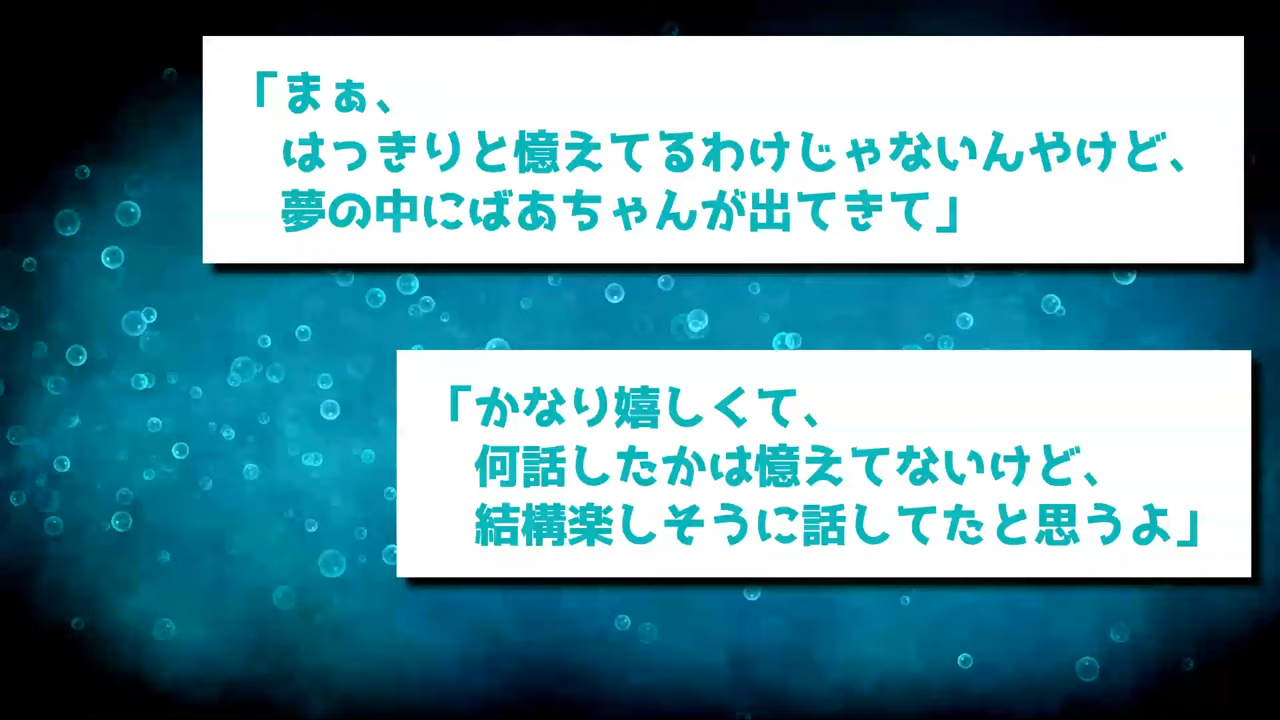 「まぁ、
はっきりと憶えてるわけじゃないんやけど、
夢の中にばあちゃんが出てきて」
「かなり嬉しくて、
何話したかは憶えてないけど、
結構楽しそうに話してたと思うよ」